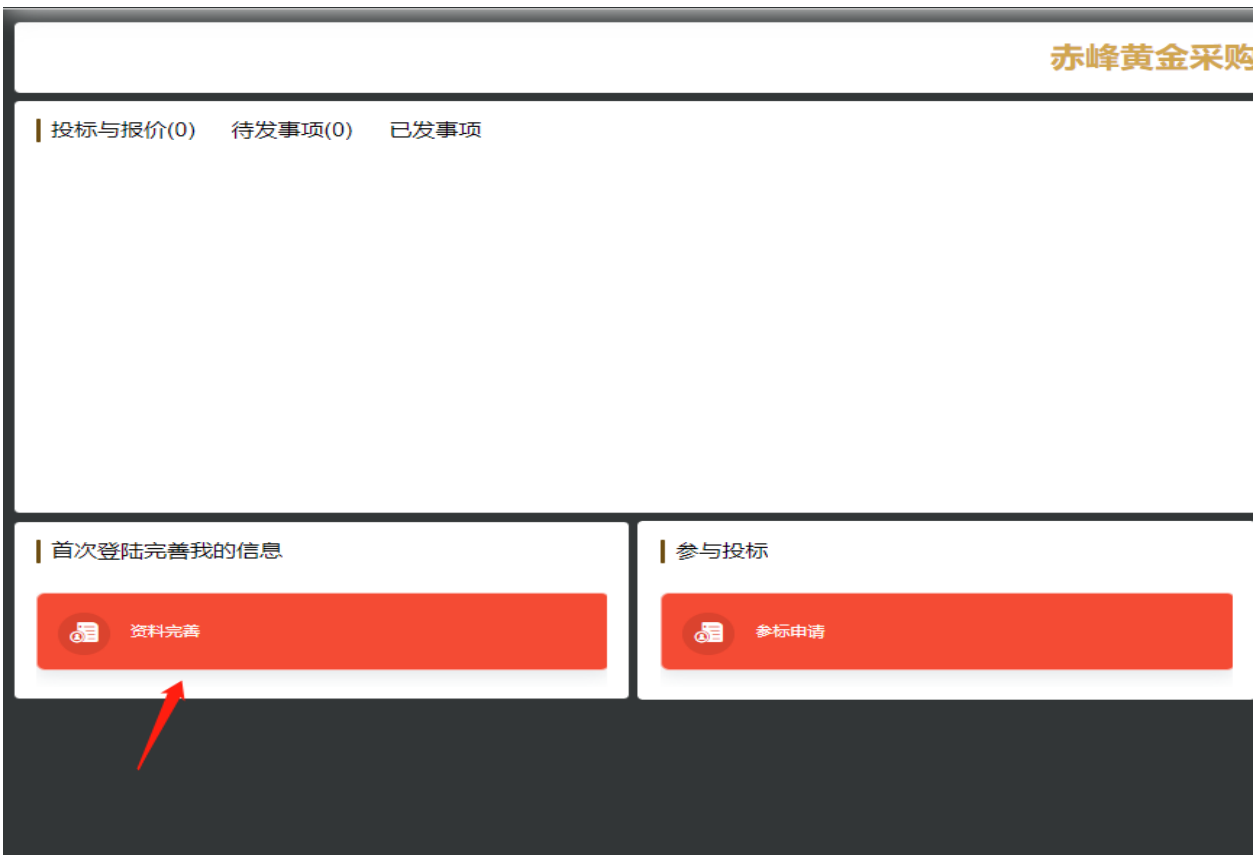 赤峰黄金采购
投标与报价(0) 待发事项(0) 已发事项
首次登陆完善我的信息
资料完善
参与投标
参标申请